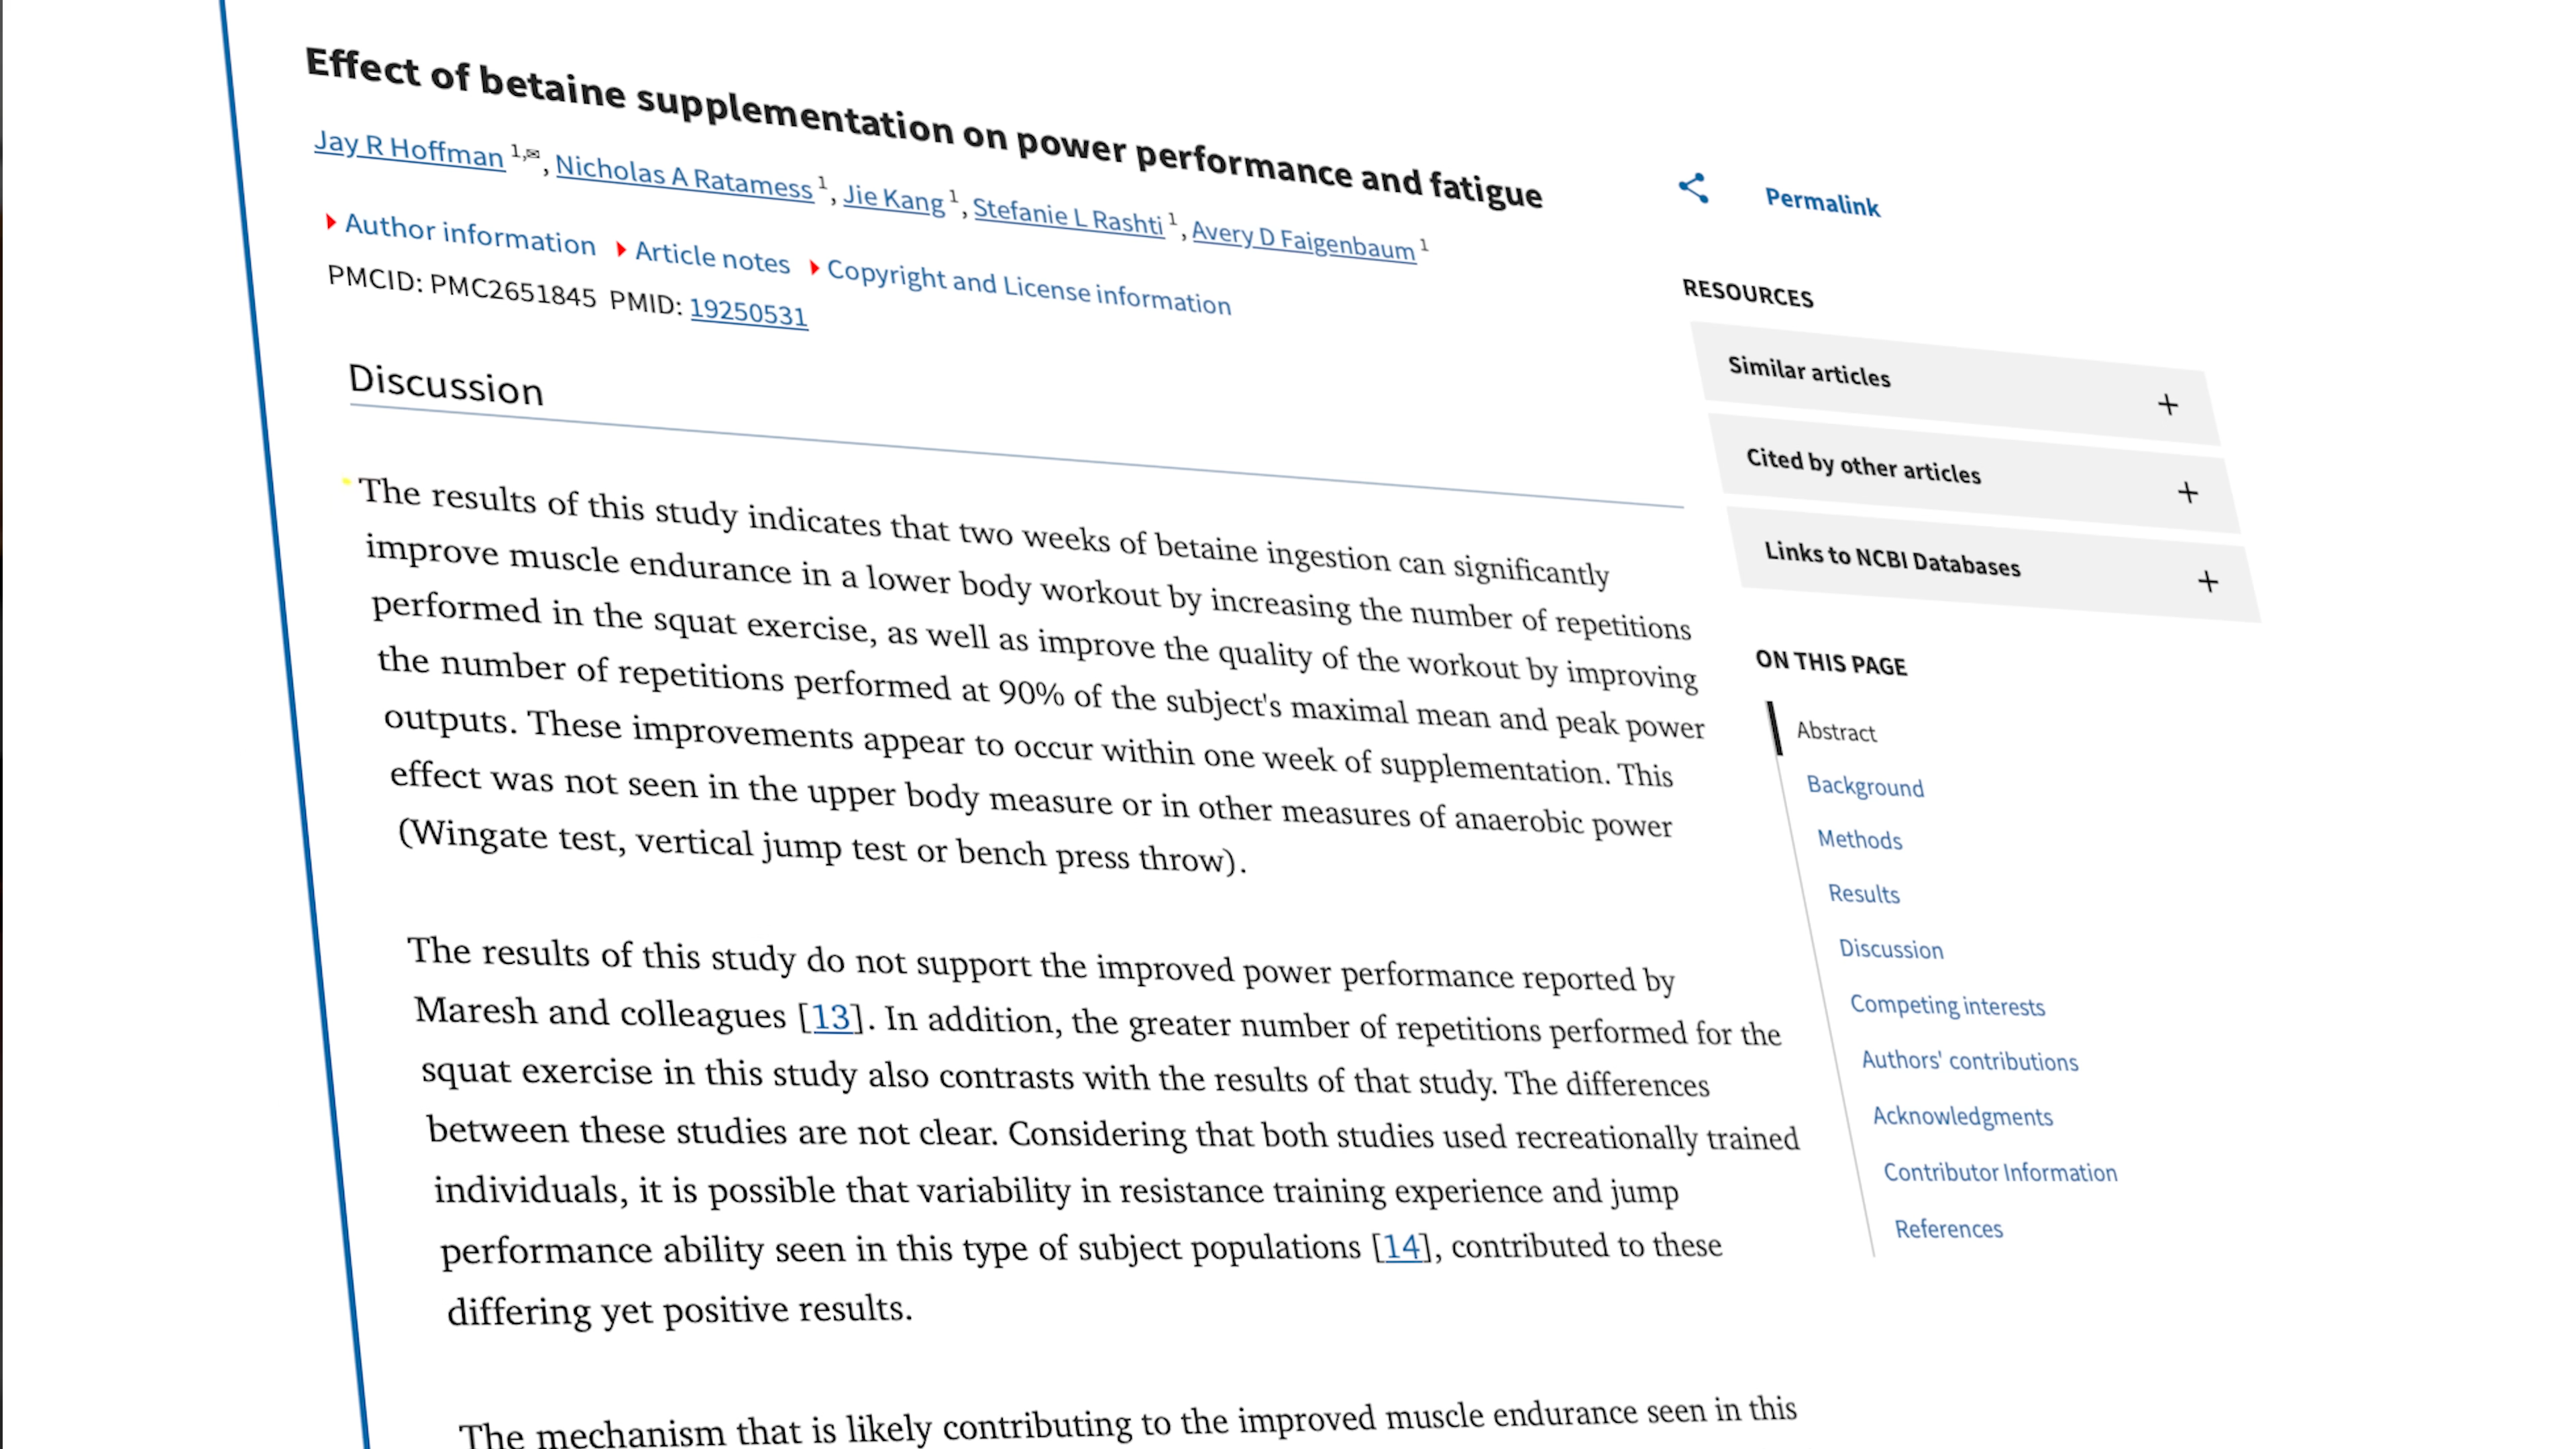 Effect of betaine supplementation on power performance and fatigue
Jay R Hoffman 1,✉, Nicholas A Ratamess 1, Jie Kang 1, Stefanie L Rashti 1, Avery D Faigenbaum 1
Author information Article notes Copyright and License information
PMCID: PMC2651845 PMID: 19250531
Discussion
The results of this study indicates that two weeks of betaine ingestion can significantly
improve muscle endurance in a lower body workout by increasing the number of repetitions
performed in the squat exercise, as well as improve the quality of the workout by improving
the number of repetitions performed at 90% of the subject's maximal mean and peak power
outputs. These improvements appear to occur within one week of supplementation. This
effect was not seen in the upper body measure or in other measures of anaerobic power
(Wingate test, vertical jump test or bench press throw).
The results of this study do not support the improved power performance reported by
Maresh and colleagues [13]. In addition, the greater number of repetitions performed for the
squat exercise in this study also contrasts with the results of that study. The differences
between these studies are not clear. Considering that both studies used recreationally trained
individuals, it is possible that variability in resistance training experience and jump
performance ability seen in this type of subject populations [14], contributed to these
differing yet positive results.
The mechanism that is likely contributing to the improved muscle endurance seen in this
Permalink
RESOURCES
Similar articles +
Cited by other articles +
Links to NCBI Databases +
ON THIS PAGE
Abstract
Background
Methods
Results
Discussion
Competing interests
Authors' contributions
Acknowledgments
Contributor Information
References